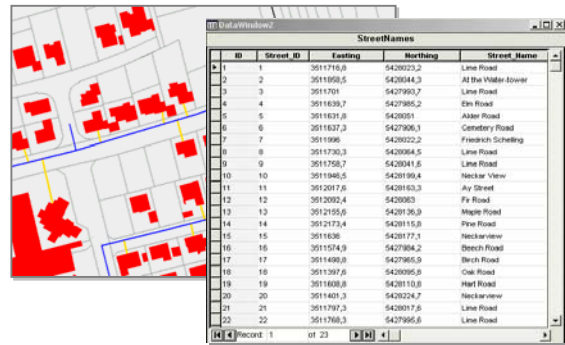 DataWindow2
StreetNames
ID Street_ID Easting Northing Street_Name
1 1 3511716,8 5428023,2 Lime Road
2 2 3511858,5 5428044,2 At the Water-tower
3 3 3511701 5427993,7 Lime Road
4 4 3511639,7 5427985,2 Elm Road
5 5 3511631,8 5428051 Alder Road
6 6 3511637,3 5427906,1 Cemetery Road
7 7 3511996 5428022,2 Friedrich Schelling
8 8 3511730,3 5428064,5 Lime Road
9 9 3511758,7 5428041,6 Lime Road
10 10 3511946,5 5428199,4 Neckar View
11 11 3512017,6 5428163,3 Ay Street
12 12 3512092,4 5428083 Fir Road
13 13 3512155,6 5428136,9 Maple Road
14 14 3512173,4 5428115,8 Pine Road
15 15 3511636 5428177,1 Neckarview
16 16 3511574,9 5427984,2 Beech Road
17 17 3511498,8 5427985,9 Birch Road
18 18 3511397,6 5428095,8 Oak Road
19 19 3511608,8 5428110,8 Hart Road
20 20 3511401,3 5428224,7 Neckarview
21 21 3511797,3 5428017,6 Lime Road
22 22 3511768,3 5427995,6 Lime Road
Record: 1 of 23